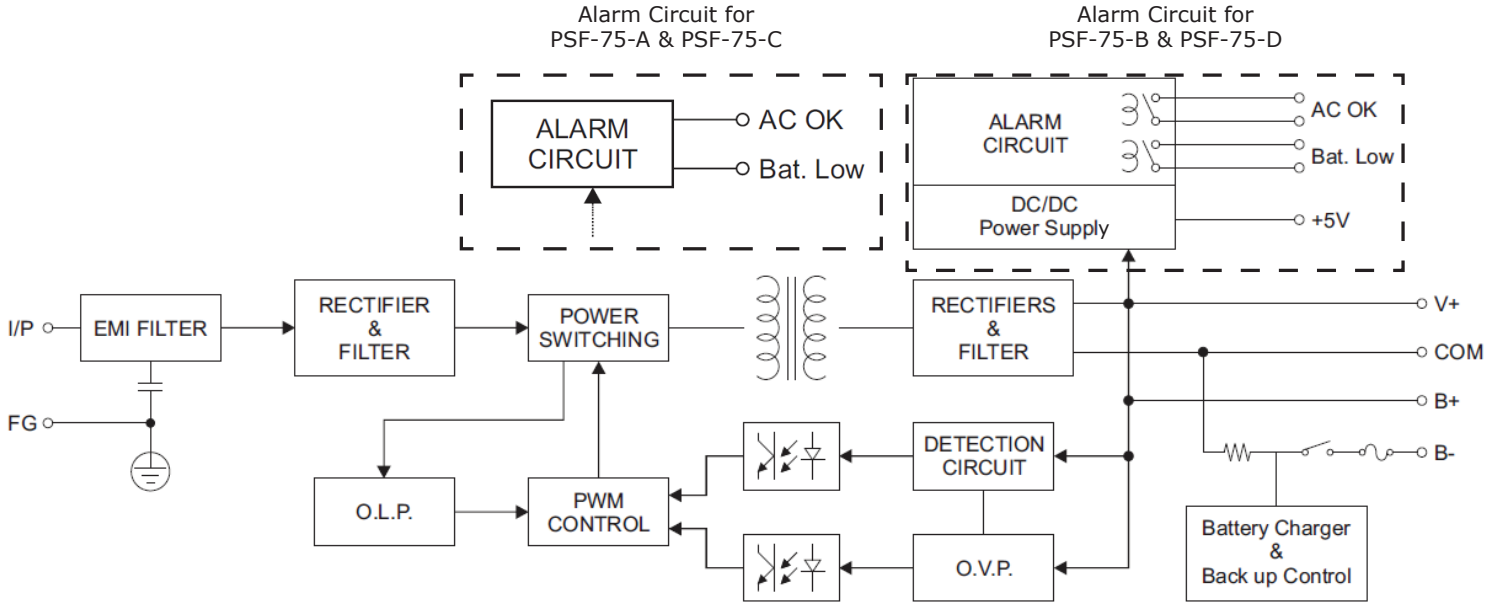 Alarm Circuit for
PSF-75-A & PSF-75-C
Alarm Circuit for
PSF-75-B & PSF-75-D
ALARM
CIRCUIT
AC OK
Bat. Low
ALARM
CIRCUIT
AC OK
Bat. Low
DC/DC
Power Supply
+5V
I/P
EMI FILTER
RECTIFIER
&
FILTER
POWER
SWITCHING
RECTIFIERS
&
FILTER
V+
COM
B+
B-
FG
O.L.P.
PWM
CONTROL
DETECTION
CIRCUIT
O.V.P.
Battery Charger
&
Back up Control